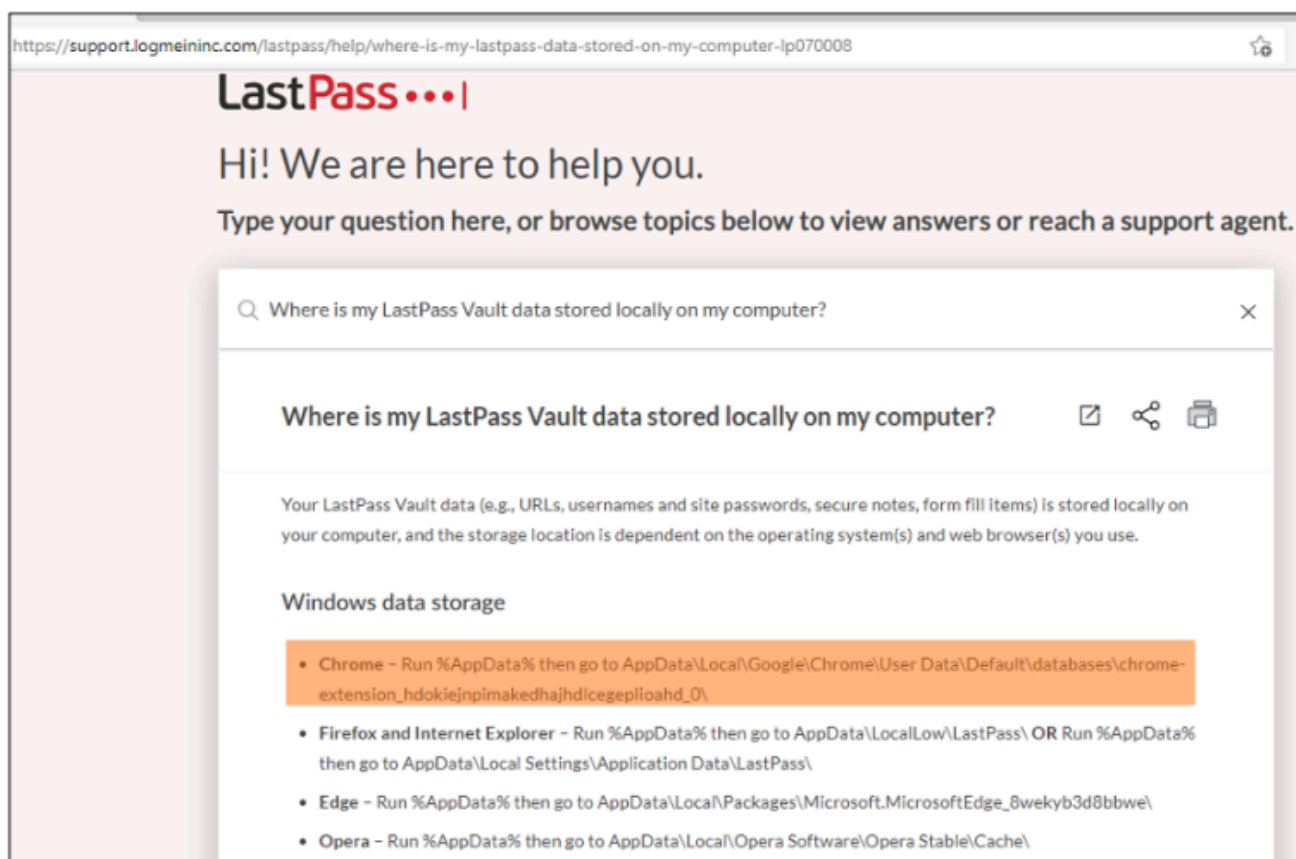 https://support.logmeininc.com/lastpass/help/where-is-my-lastpass-data-stored-on-my-computer-lp070008
LastPass
Hi! We are here to help you.
Type your question here, or browse topics below to view answers or reach a support agent.
Where is my LastPass Vault data stored locally on my computer?
Where is my LastPass Vault data stored locally on my computer?
Your LastPass Vault data (e.g., URLs, usernames and site passwords, secure notes, form fill items) is stored locally on
your computer, and the storage location is dependent on the operating system(s) and web browser(s) you use.
Windows data storage
• Chrome – Run %AppData% then go to AppData\Local\Google\Chrome\User Data\Default\databases\chrome-
extension_hdokiejnpimakedhajhdlcegeplioahd_0\
• Firefox and Internet Explorer – Run %AppData% then go to AppData\LocalLow\LastPass\ OR Run %AppData%
then go to AppData\Local Settings\Application Data\LastPass\
• Edge – Run %AppData% then go to AppData\Local\Packages\Microsoft.MicrosoftEdge_8wekyb3d8bbwe\
• Opera – Run %AppData% then go to AppData\Local\Opera Software\Opera Stable\Cache\